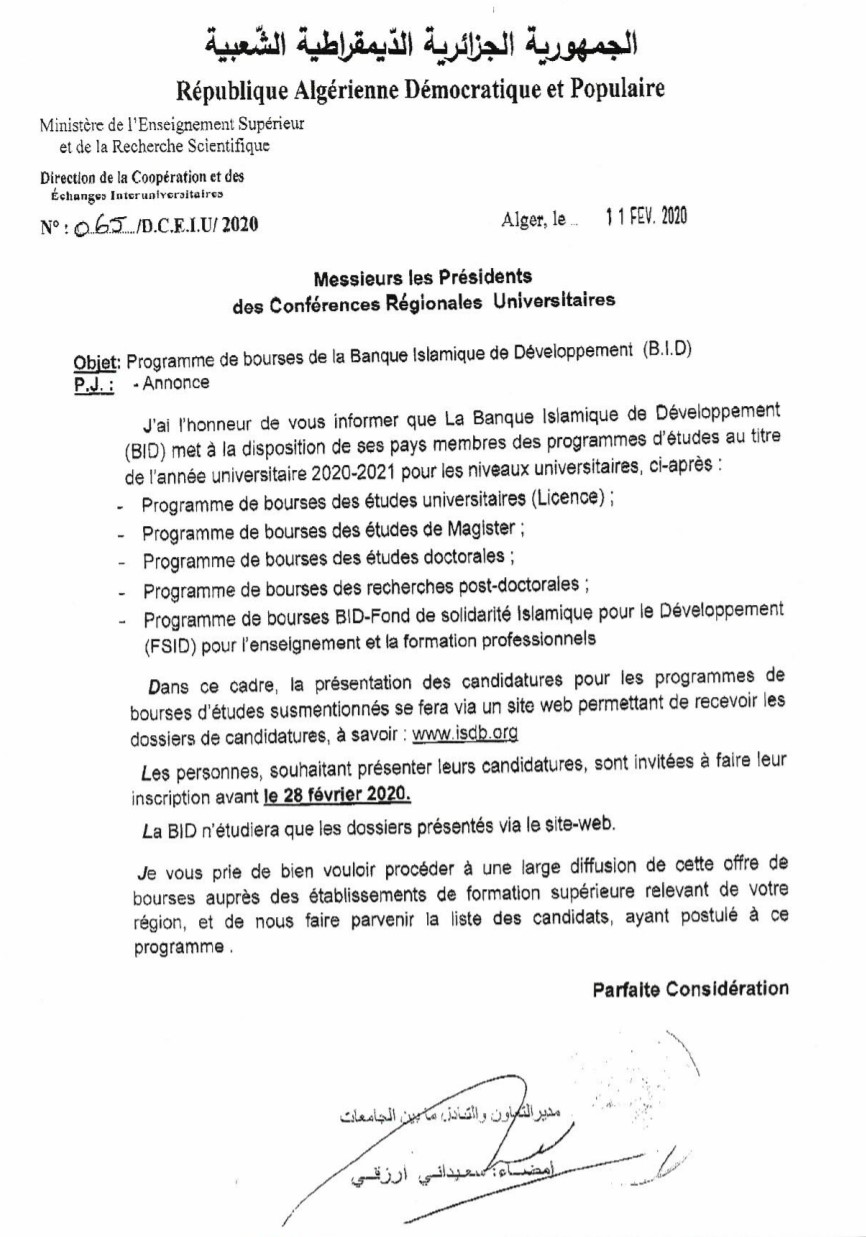 الجمهورية الجزائرية الدّيمقراطية الشّعبية
République Algérienne Démocratique et Populaire
Ministère de l'Enseignement Supérieur
et de la Recherche Scientifique
Direction de la Coopération et des
Échanges Interuniversitaires
N° : 065 /D.C.E.I.U/ 2020
Alger, le 11 FEV. 2020
Messieurs les Présidents
des Conférences Régionales Universitaires
Objet: Programme de bourses de la Banque Islamique de Développement (B.I.D)
P.J. : - Annonce
J'ai l'honneur de vous informer que La Banque Islamique de Développement
(BID) met à la disposition de ses pays membres des programmes d'études au titre
de l'année universitaire 2020-2021 pour les niveaux universitaires, ci-après :
- Programme de bourses des études universitaires (Licence) ;
- Programme de bourses des études de Magister ;
- Programme de bourses des études doctorales ;
- Programme de bourses des recherches post-doctorales ;
- Programme de bourses BID-Fond de solidarité Islamique pour le Développement
(FSID) pour l'enseignement et la formation professionnels
Dans ce cadre, la présentation des candidatures pour les programmes de
bourses d'études susmentionnés se fera via un site web permettant de recevoir les
dossiers de candidatures, à savoir : www.isdb.org
Les personnes, souhaitant présenter leurs candidatures, sont invitées à faire leur
inscription avant le 28 février 2020.
La BID n'étudiera que les dossiers présentés via le site-web.
Je vous prie de bien vouloir procéder à une large diffusion de cette offre de
bourses auprès des établissements de formation supérieure relevant de votre
région, et de nous faire parvenir la liste des candidats, ayant postulé à ce
programme .
Parfaite Considération
مدير التعاون والتبادل ما بين الجامعات
إمضاء: سعيداني أرزقي